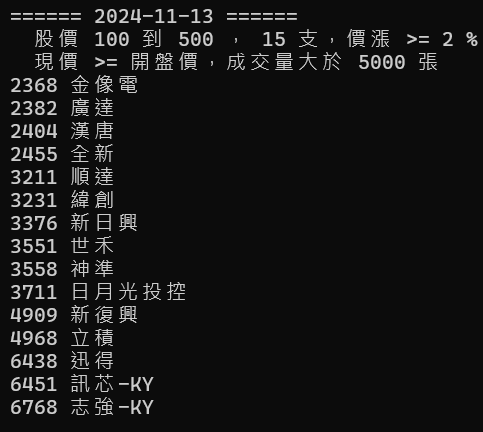 ====== 2024-11-13 ======
股價 100 到 500 , 15 支,價漲 >= 2 %
現價 >= 開盤價,成交量大於 5000 張
2368 金像電
2382 廣達
2404 漢唐
2455 全新
3211 順達
3231 緯創
3376 新日興
3551 世禾
3558 神準
3711 日月光投控
4909 新復興
4968 立積
6438 迅得
6451 訊芯-KY
6768 志強-KY